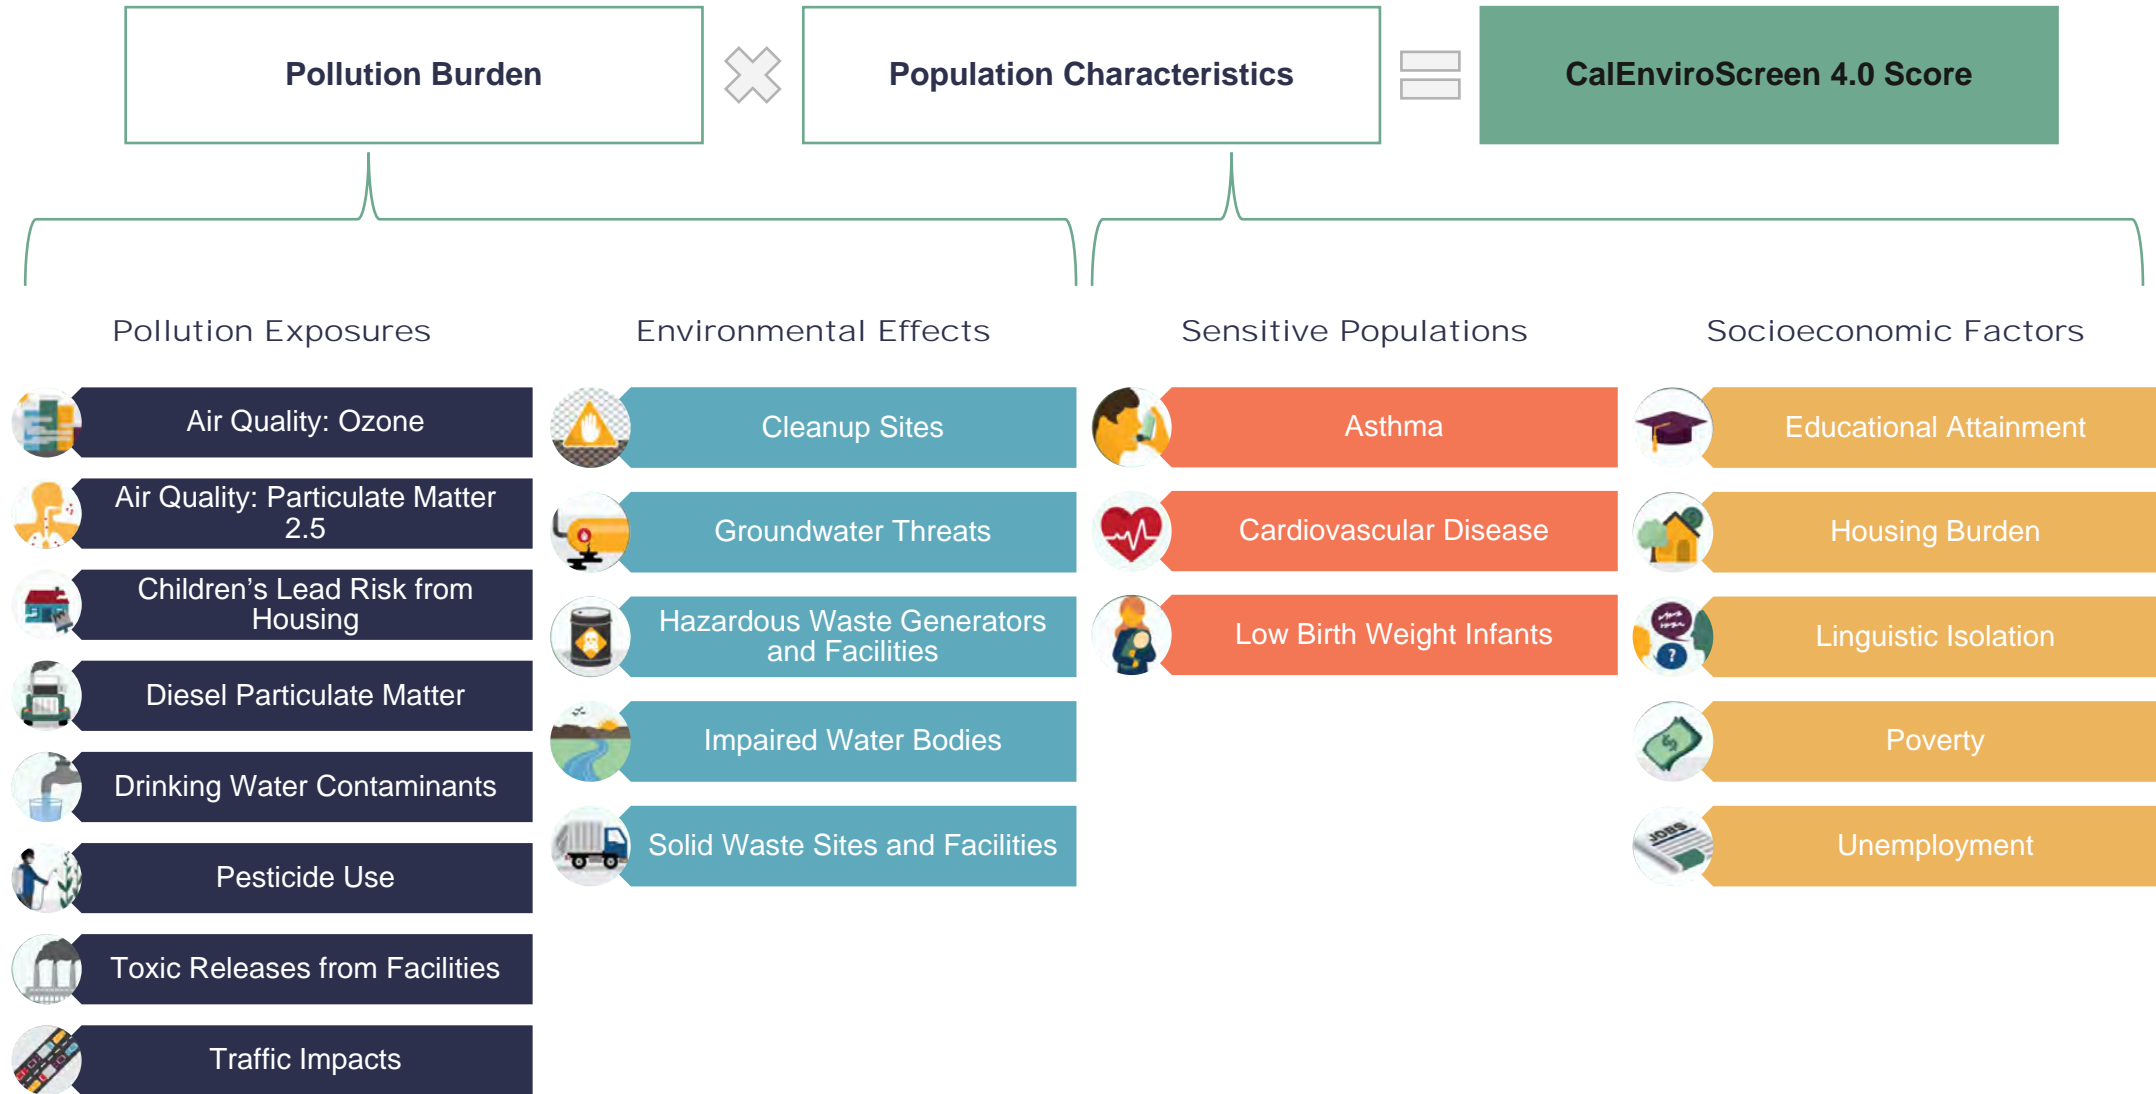 Pollution Burden
Population Characteristics
CalEnviroScreen 4.0 Score
Pollution Exposures
Air Quality: Ozone
Air Quality: Particulate Matter
2.5
Children’s Lead Risk from
Housing
Diesel Particulate Matter
Drinking Water Contaminants
Pesticide Use
Toxic Releases from Facilities
Traffic Impacts
Environmental Effects
Cleanup Sites
Groundwater Threats
Hazardous Waste Generators
and Facilities
Impaired Water Bodies
Solid Waste Sites and Facilities
Sensitive Populations
Asthma
Cardiovascular Disease
Low Birth Weight Infants
Socioeconomic Factors
Educational Attainment
Housing Burden
?
Linguistic Isolation
$
Poverty
JOBS
Unemployment